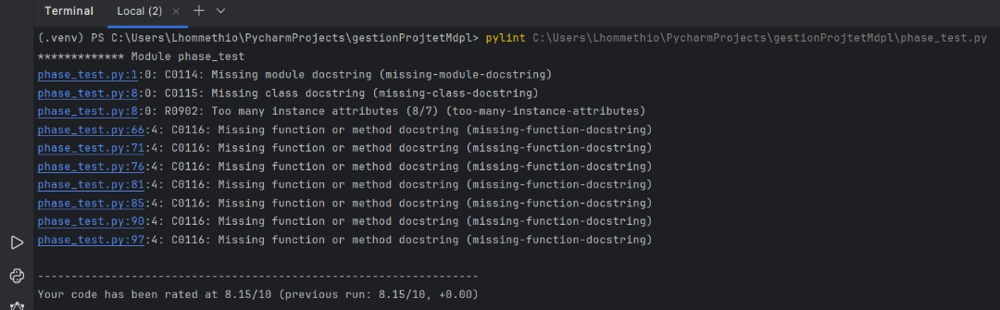 Terminal Local (2) × +
(.venv) PS C:\Users\Lhommethio\PycharmProjects\gestionProjtetMdpl> pylint C:\Users\Lhommethio\PycharmProjects\gestionProjtetMdpl\phase_test.py
************* Module phase_test
phase_test.py:1:0: C0114: Missing module docstring (missing-module-docstring)
phase_test.py:8:0: C0115: Missing class docstring (missing-class-docstring)
phase_test.py:8:0: R0902: Too many instance attributes (8/7) (too-many-instance-attributes)
phase_test.py:66:4: C0116: Missing function or method docstring (missing-function-docstring)
phase_test.py:71:4: C0116: Missing function or method docstring (missing-function-docstring)
phase_test.py:76:4: C0116: Missing function or method docstring (missing-function-docstring)
phase_test.py:81:4: C0116: Missing function or method docstring (missing-function-docstring)
phase_test.py:85:4: C0116: Missing function or method docstring (missing-function-docstring)
phase_test.py:90:4: C0116: Missing function or method docstring (missing-function-docstring)
phase_test.py:97:4: C0116: Missing function or method docstring (missing-function-docstring)
------------------------------------------------------------------
Your code has been rated at 8.15/10 (previous run: 8.15/10, +0.00)